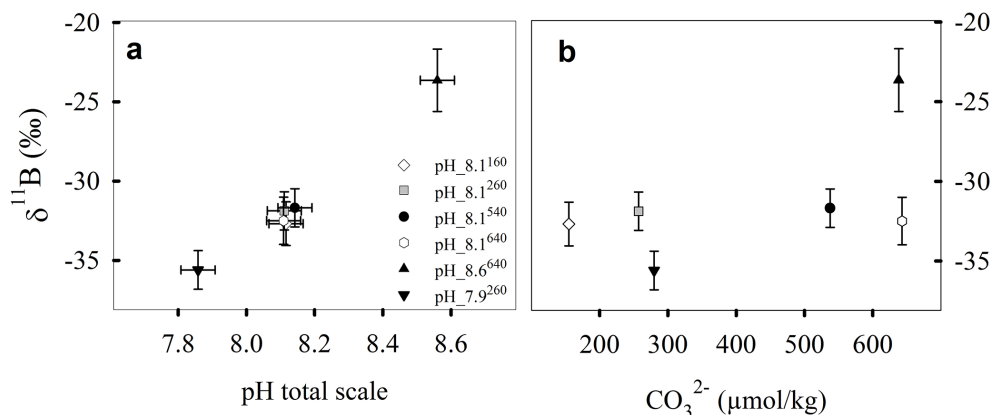 a
b
-20
-25
-30
-35
δ¹¹B (‰)
pH_8.1¹⁶⁰
pH_8.1²⁶⁰
pH_8.1⁵⁴⁰
pH_8.1⁶⁴⁰
pH_8.6⁶⁴⁰
pH_7.9²⁶⁰
7.8 8.0 8.2 8.4 8.6
pH total scale
-20
-25
-30
-35
200 300 400 500 600
CO₃²⁻ (µmol/kg)